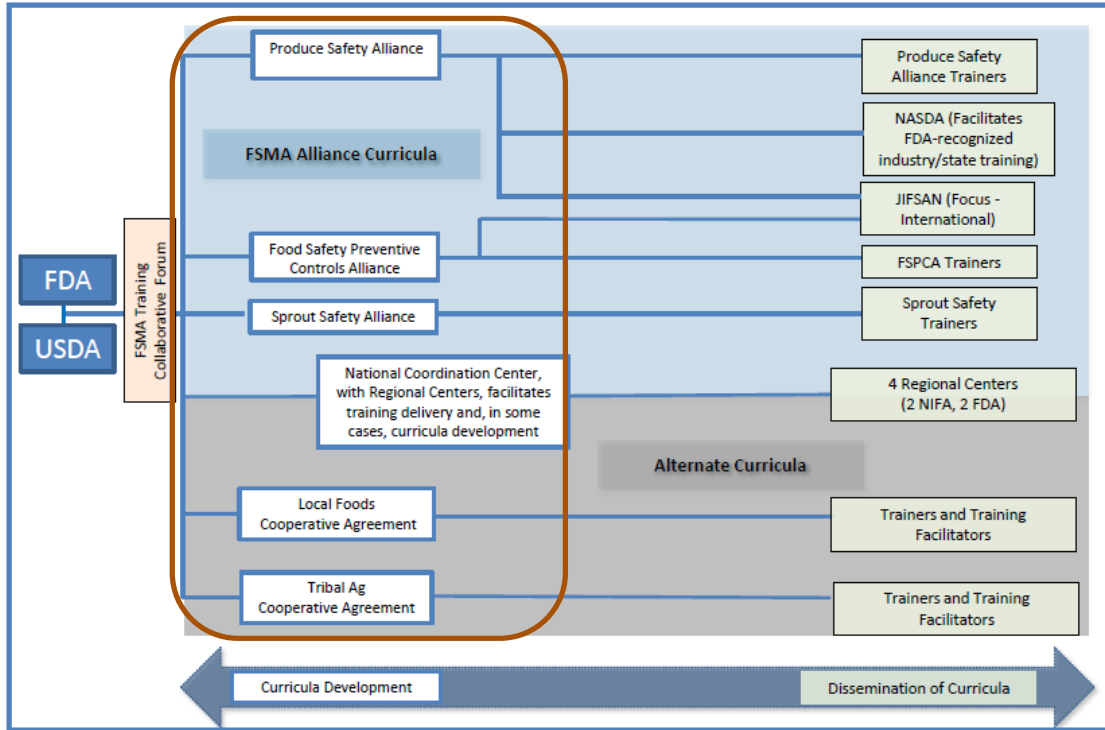 Produce Safety Alliance
Produce Safety
Alliance Trainers
NASDA (Facilitates
FDA-recognized
industry/state training)
FSMA Alliance Curricula
JIFSAN (Focus -
International)
Food Safety Preventive
Controls Alliance
FSPCA Trainers
FDA
USDA
FSMA Training
Collaborative Forum
Sprout Safety Alliance
Sprout Safety
Trainers
National Coordination Center,
with Regional Centers, facilitates
training delivery and, in some
cases, curricula development
4 Regional Centers
(2 NIFA, 2 FDA)
Alternate Curricula
Local Foods
Cooperative Agreement
Trainers and Training
Facilitators
Tribal Ag
Cooperative Agreement
Trainers and Training
Facilitators
Curricula Development
Dissemination of Curricula